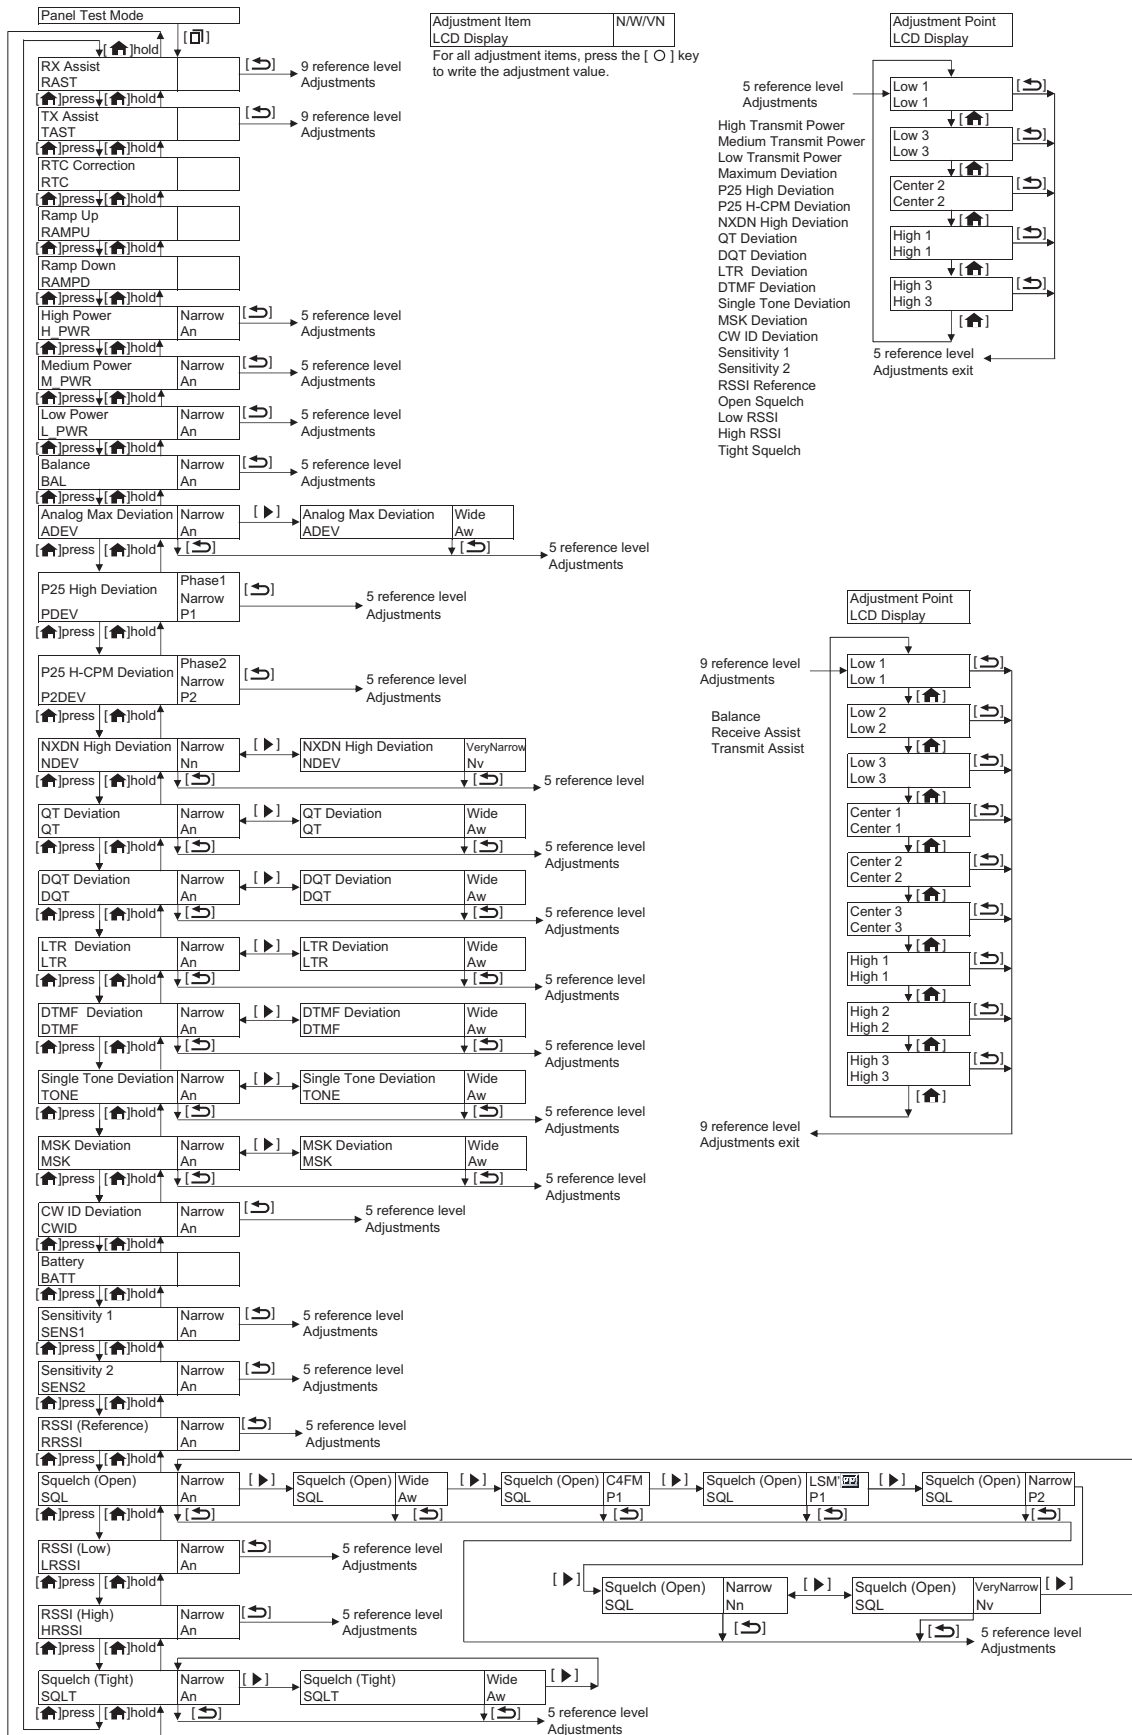 Panel Test Mode
[ ]
[ ]hold
RX Assist
RAST
[ ]
9 reference level
Adjustments
[ ]press [ ]hold
TX Assist
TAST
[ ]
9 reference level
Adjustments
[ ]press [ ]hold
RTC Correction
RTC
[ ]press [ ]hold
Ramp Up
RAMPU
[ ]press [ ]hold
Ramp Down
RAMPD
[ ]press [ ]hold
High Power Narrow
H_PWR An
[ ]
5 reference level
Adjustments
[ ]press [ ]hold
Medium Power Narrow
M_PWR An
[ ]
5 reference level
Adjustments
[ ]press [ ]hold
Low Power Narrow
L_PWR An
[ ]
5 reference level
Adjustments
[ ]press [ ]hold
Balance Narrow
BAL An
[ ]
5 reference level
Adjustments
[ ]press [ ]hold
Analog Max Deviation Narrow [ ] Analog Max Deviation Wide
ADEV An ADEV Aw
[ ]press [ ]hold [ ] [ ]
5 reference level
Adjustments
P25 High Deviation Phase1 Narrow
PDEV P1
[ ]
5 reference level
Adjustments
[ ]press [ ]hold
P25 H-CPM Deviation Phase2 Narrow
P2DEV P2
[ ]
5 reference level
Adjustments
[ ]press [ ]hold
NXDN High Deviation Narrow [ ] NXDN High Deviation VeryNarrow
NDEV Nn NDEV Nv
[ ]press [ ]hold [ ] [ ]
5 reference level
QT Deviation Narrow [ ] QT Deviation Wide
QT An QT Aw
[ ]press [ ]hold [ ] [ ]
5 reference level
Adjustments
DQT Deviation Narrow [ ] DQT Deviation Wide
DQT An DQT Aw
[ ]press [ ]hold [ ] [ ]
5 reference level
Adjustments
LTR Deviation Narrow [ ] LTR Deviation Wide
LTR An LTR Aw
[ ]press [ ]hold [ ] [ ]
5 reference level
Adjustments
DTMF Deviation Narrow [ ] DTMF Deviation Wide
DTMF An DTMF Aw
[ ]press [ ]hold [ ] [ ]
5 reference level
Adjustments
Single Tone Deviation Narrow [ ] Single Tone Deviation Wide
TONE An TONE Aw
[ ]press [ ]hold [ ] [ ]
5 reference level
Adjustments
MSK Deviation Narrow [ ] MSK Deviation Wide
MSK An MSK Aw
[ ]press [ ]hold [ ] [ ]
5 reference level
Adjustments
CW ID Deviation Narrow
CWID An
[ ]
5 reference level
Adjustments
[ ]press [ ]hold
Battery
BATT
[ ]press [ ]hold
Sensitivity 1 Narrow
SENS1 An
[ ]
5 reference level
Adjustments
[ ]press [ ]hold
Sensitivity 2 Narrow
SENS2 An
[ ]
5 reference level
Adjustments
[ ]press [ ]hold
RSSI (Reference) Narrow
RRSSI An
[ ]
5 reference level
Adjustments
[ ]press [ ]hold
Squelch (Open) Narrow [ ] Squelch (Open) Wide [ ] Squelch (Open) C4FM [ ] Squelch (Open) LSM [ ] Squelch (Open) Narrow
SQL An SQL Aw SQL P1 SQL P1 SQL P2
[ ]press [ ]hold [ ] [ ] [ ] [ ] [ ]
[ ] Squelch (Open) Narrow [ ] Squelch (Open) VeryNarrow [ ]
SQL Nn SQL Nv
[ ] [ ]
5 reference level
Adjustments
RSSI (Low) Narrow
LRSSI An
[ ]
5 reference level
Adjustments
[ ]press [ ]hold
RSSI (High) Narrow
HRSSI An
[ ]
5 reference level
Adjustments
[ ]press [ ]hold
Squelch (Tight) Narrow [ ] Squelch (Tight) Wide [ ]
SQLT An SQLT Aw
[ ]press [ ]hold [ ] [ ]
5 reference level
Adjustments
Adjustment Item N/W/VN
LCD Display
For all adjustment items, press the [ O ] key
to write the adjustment value.
Adjustment Point
LCD Display
5 reference level
Adjustments
High Transmit Power
Medium Transmit Power
Low Transmit Power
Maximum Deviation
P25 High Deviation
P25 H-CPM Deviation
NXDN High Deviation
QT Deviation
DQT Deviation
LTR Deviation
DTMF Deviation
Single Tone Deviation
MSK Deviation
CW ID Deviation
Sensitivity 1
Sensitivity 2
RSSI Reference
Open Squelch
Low RSSI
High RSSI
Tight Squelch
Low 1 [ ]
Low 1
[ ]
Low 3 [ ]
Low 3
[ ]
Center 2 [ ]
Center 2
[ ]
High 1 [ ]
High 1
[ ]
High 3 [ ]
High 3
[ ]
5 reference level
Adjustments exit
Adjustment Point
LCD Display
9 reference level
Adjustments
Balance
Receive Assist
Transmit Assist
Low 1 [ ]
Low 1
[ ]
Low 2 [ ]
Low 2
[ ]
Low 3 [ ]
Low 3
[ ]
Center 1 [ ]
Center 1
[ ]
Center 2 [ ]
Center 2
[ ]
Center 3 [ ]
Center 3
[ ]
High 1 [ ]
High 1
[ ]
High 2 [ ]
High 2
[ ]
High 3 [ ]
High 3
[ ]
9 reference level
Adjustments exit